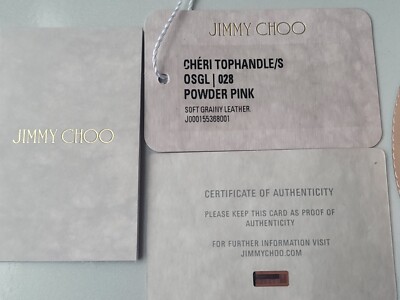 JIMMY CHOO
JIMMY CHOO
CHÉRI TOPHANDLE/S
OSGL | 028
POWDER PINK
SOFT GRAINY LEATHER
J000155368001
CERTIFICATE OF AUTHENTICITY
PLEASE KEEP THIS CARD AS PROOF OF
AUTHENTICITY
FOR FURTHER INFORMATION VISIT
JIMMYCHOO.COM